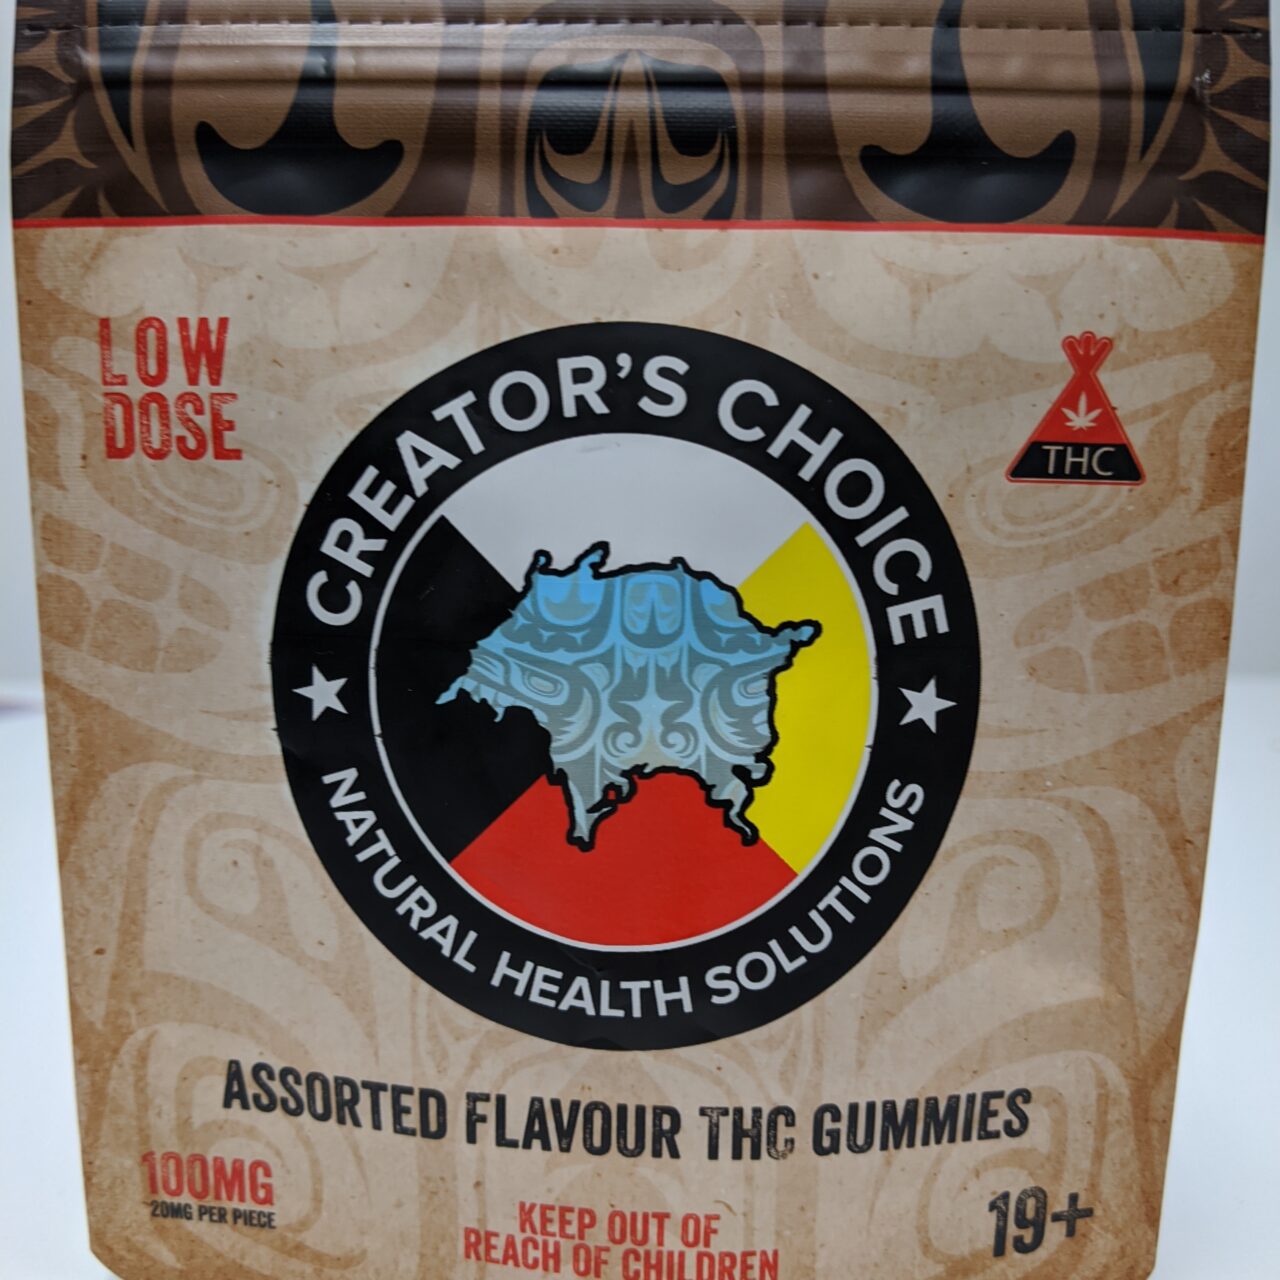 LOW
DOSE
THC
CREATOR'S CHOICE
NATURAL HEALTH SOLUTIONS
ASSORTED FLAVOUR THC GUMMIES
100MG
20MG PER PIECE
KEEP OUT OF
REACH OF CHILDREN
19+